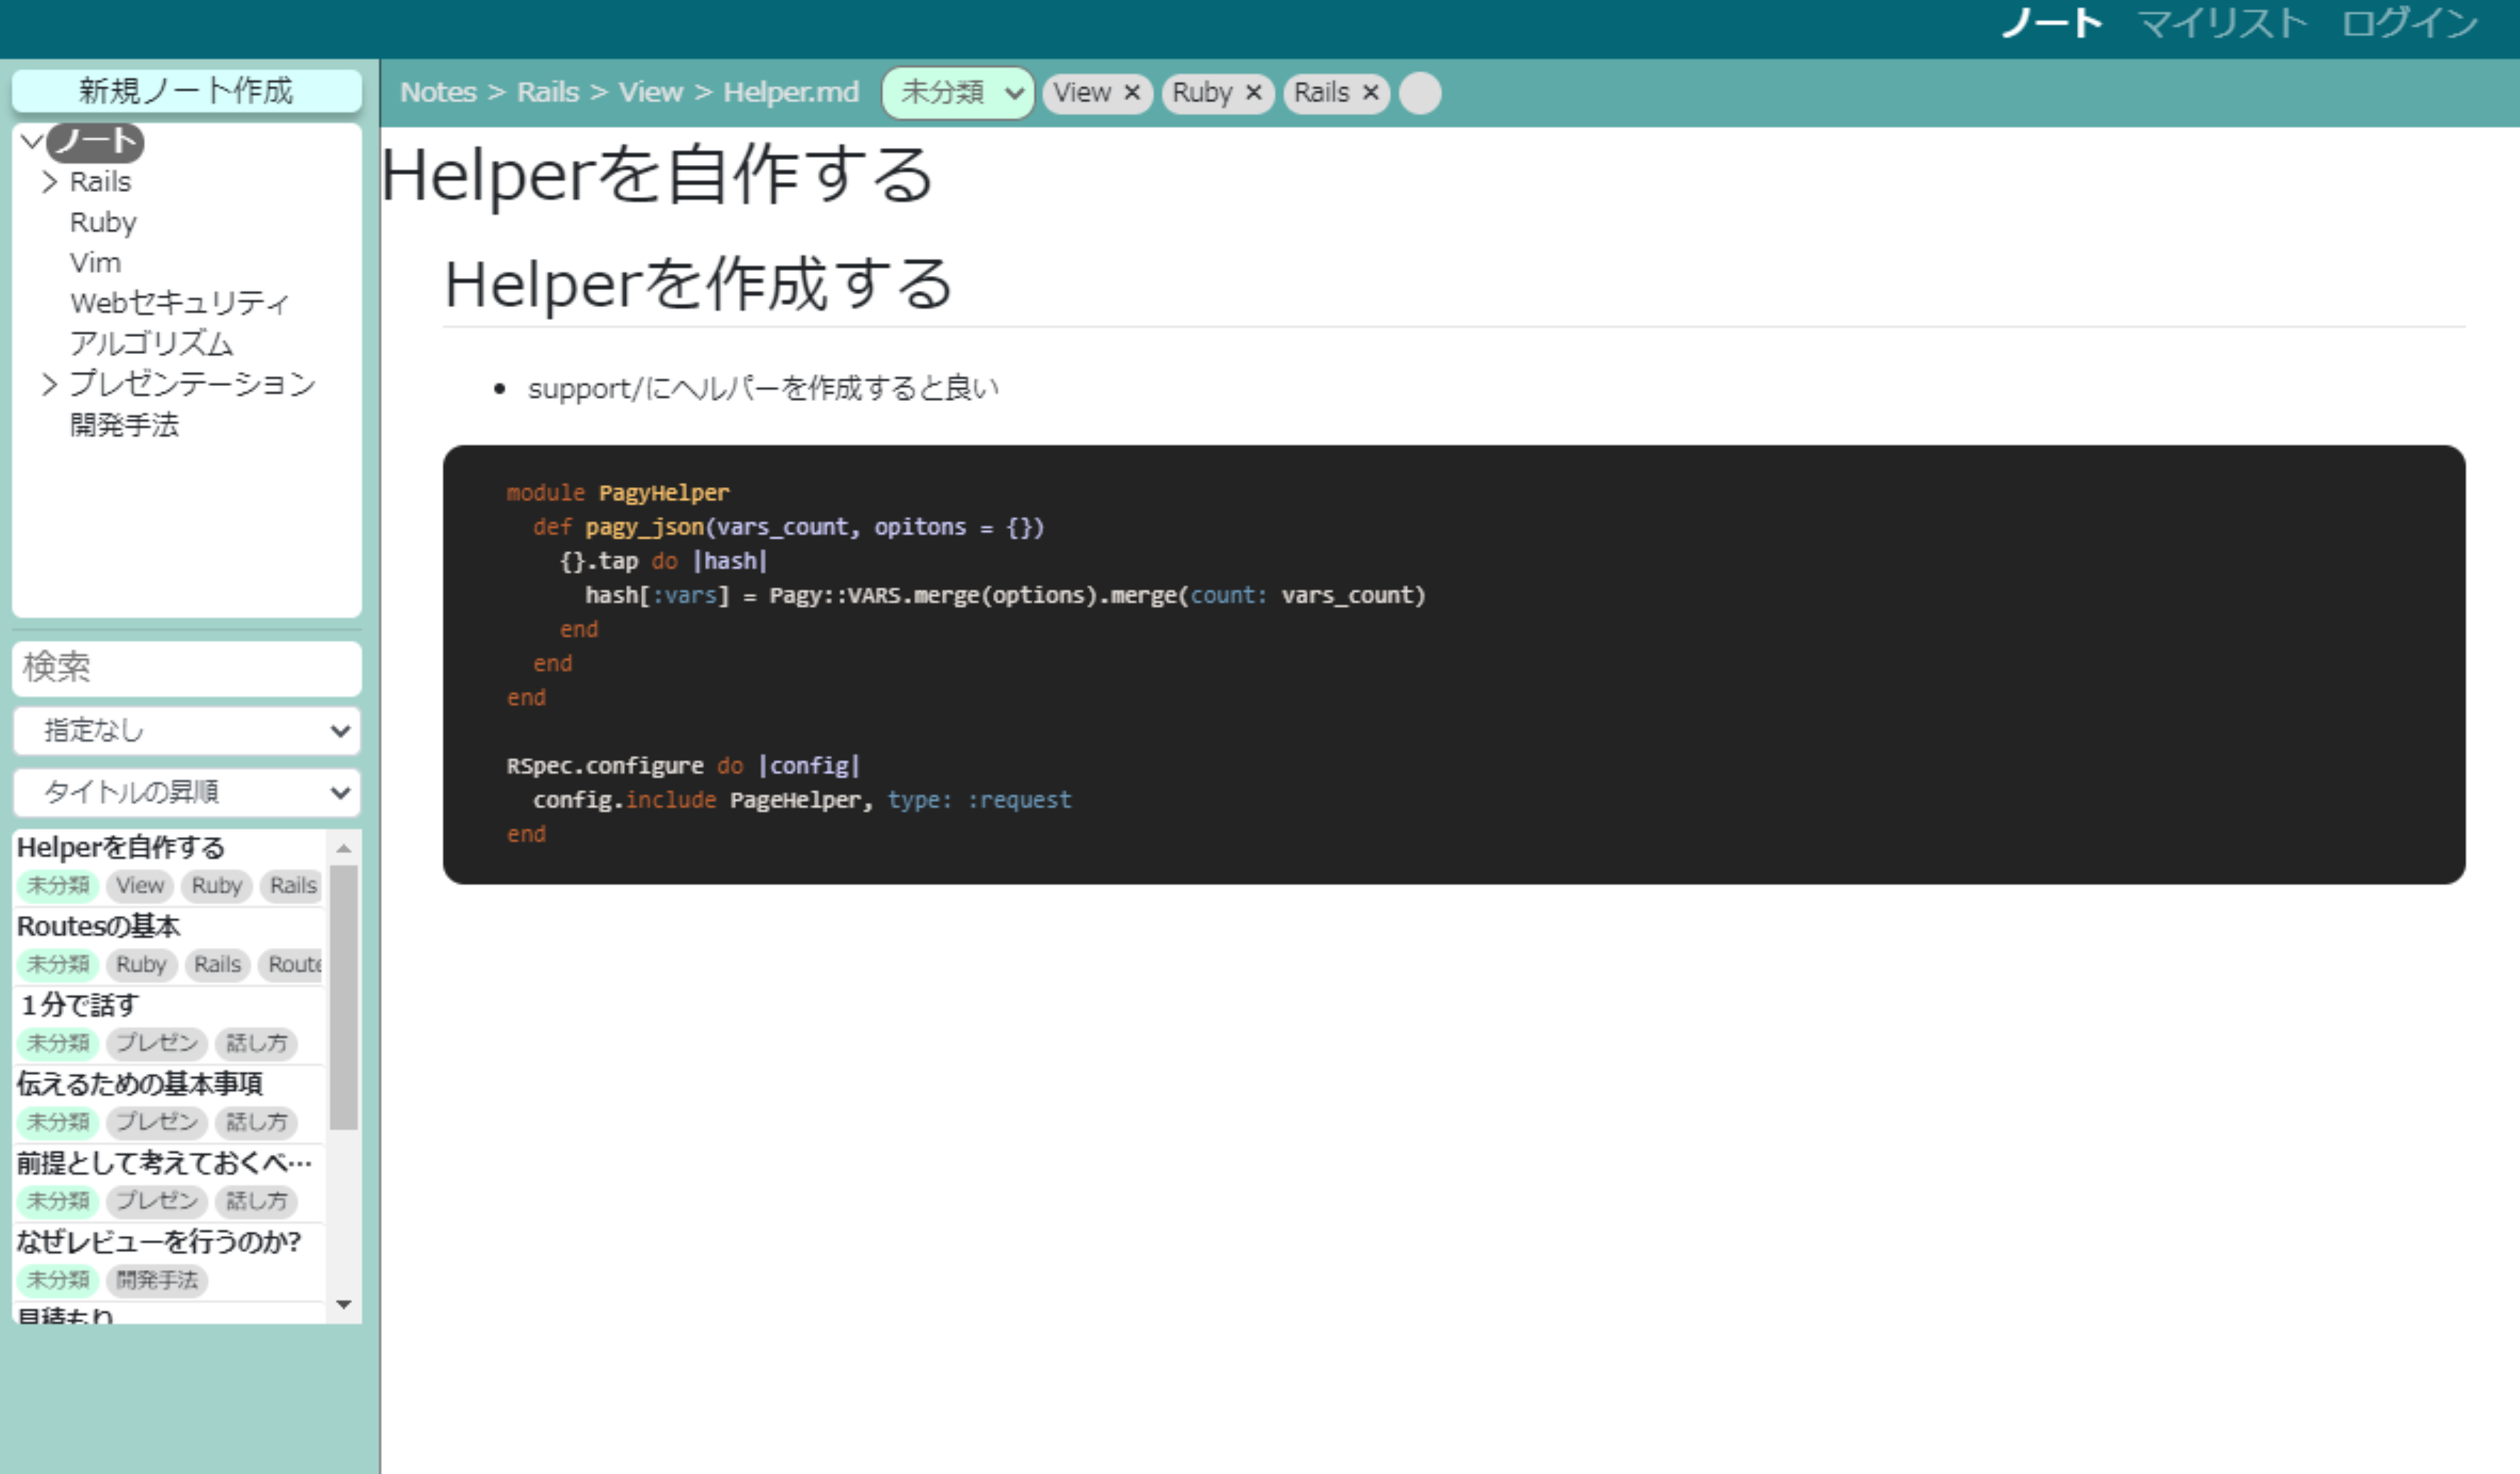 ノート マイリスト ログイン
新規ノート作成
Notes > Rails > View > Helper.md 未分類 View × Ruby × Rails ×
ノート
Rails
Ruby
Vim
Webセキュリティ
アルゴリズム
プレゼンテーション
開発手法
検索
指定なし
タイトルの昇順
Helperを自作する
未分類 View Ruby Rails
Routesの基本
未分類 Ruby Rails Route
１分で話す
未分類 プレゼン 話し方
伝えるための基本事項
未分類 プレゼン 話し方
前提として考えておくべ…
未分類 プレゼン 話し方
なぜレビューを行うのか?
未分類 開発手法
見積もり
Helperを自作する
Helperを作成する
• support/にヘルパーを作成すると良い
module PagyHelper
  def pagy_json(vars_count, opitons = {})
    {}.tap do |hash|
      hash[:vars] = Pagy::VARS.merge(options).merge(count: vars_count)
    end
  end
end
RSpec.configure do |config|
  config.include PageHelper, type: :request
end